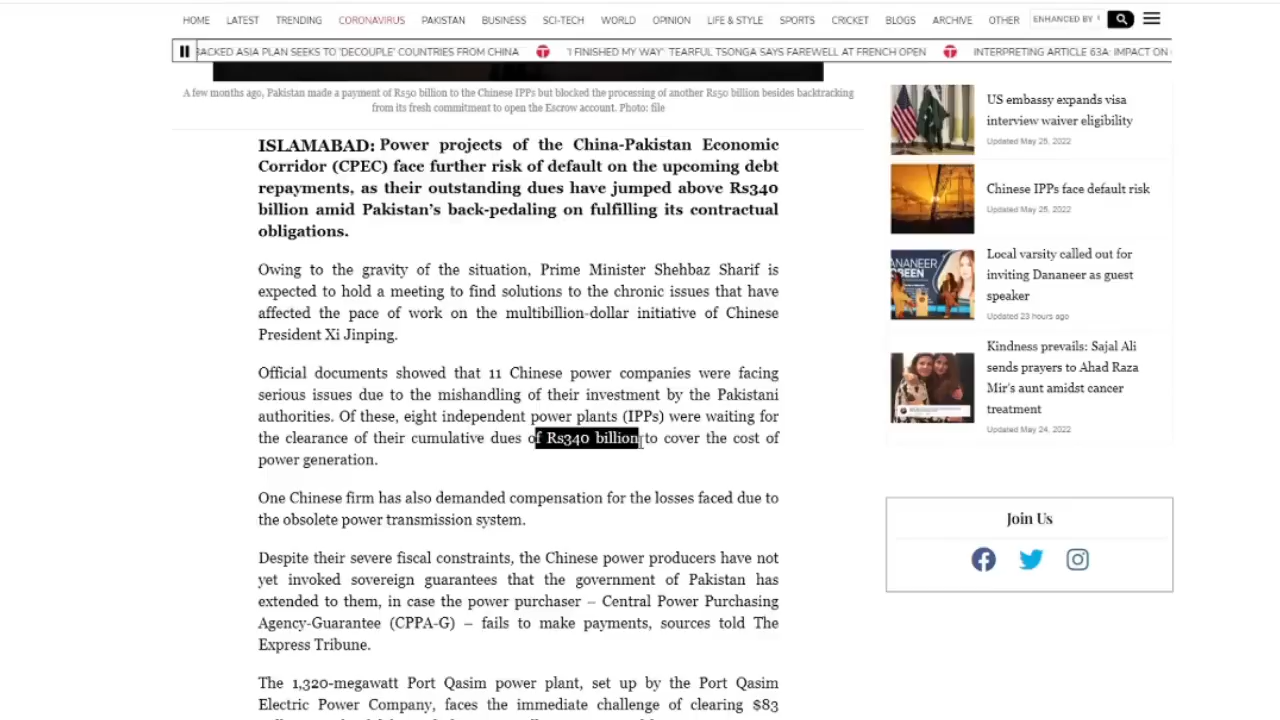 HOME LATEST TRENDING CORONAVIRUS PAKISTAN BUSINESS SCI-TECH WORLD OPINION LIFE & STYLE SPORTS CRICKET BLOGS ARCHIVE OTHER ENHANCED BY
BACKED ASIA PLAN SEEKS TO 'DECOUPLE' COUNTRIES FROM CHINA 'I FINISHED MY WAY' TEARFUL TSONGA SAYS FAREWELL AT FRENCH OPEN INTERPRETING ARTICLE 63A: IMPACT ON
A few months ago, Pakistan made a payment of Rs50 billion to the Chinese IPPs but blocked the processing of another Rs50 billion besides backtracking
from its fresh commitment to open the Escrow account. Photo: file
ISLAMABAD: Power projects of the China-Pakistan Economic
Corridor (CPEC) face further risk of default on the upcoming debt
repayments, as their outstanding dues have jumped above Rs340
billion amid Pakistan's back-pedaling on fulfilling its contractual
obligations.
Owing to the gravity of the situation, Prime Minister Shehbaz Sharif is
expected to hold a meeting to find solutions to the chronic issues that have
affected the pace of work on the multibillion-dollar initiative of Chinese
President Xi Jinping.
Official documents showed that 11 Chinese power companies were facing
serious issues due to the mishandling of their investment by the Pakistani
authorities. Of these, eight independent power plants (IPPs) were waiting for
the clearance of their cumulative dues of Rs340 billion to cover the cost of
power generation.
One Chinese firm has also demanded compensation for the losses faced due to
the obsolete power transmission system.
Despite their severe fiscal constraints, the Chinese power producers have not
yet invoked sovereign guarantees that the government of Pakistan has
extended to them, in case the power purchaser – Central Power Purchasing
Agency-Guarantee (CPPA-G) – fails to make payments, sources told The
Express Tribune.
The 1,320-megawatt Port Qasim power plant, set up by the Port Qasim
Electric Power Company, faces the immediate challenge of clearing $83
US embassy expands visa
interview waiver eligibility
Updated May 25, 2022
Chinese IPPs face default risk
Updated May 25, 2022
Local varsity called out for
inviting Dananeer as guest
speaker
Updated 23 hours ago
Kindness prevails: Sajal Ali
sends prayers to Ahad Raza
Mir's aunt amidst cancer
treatment
Updated May 24, 2022
Join Us